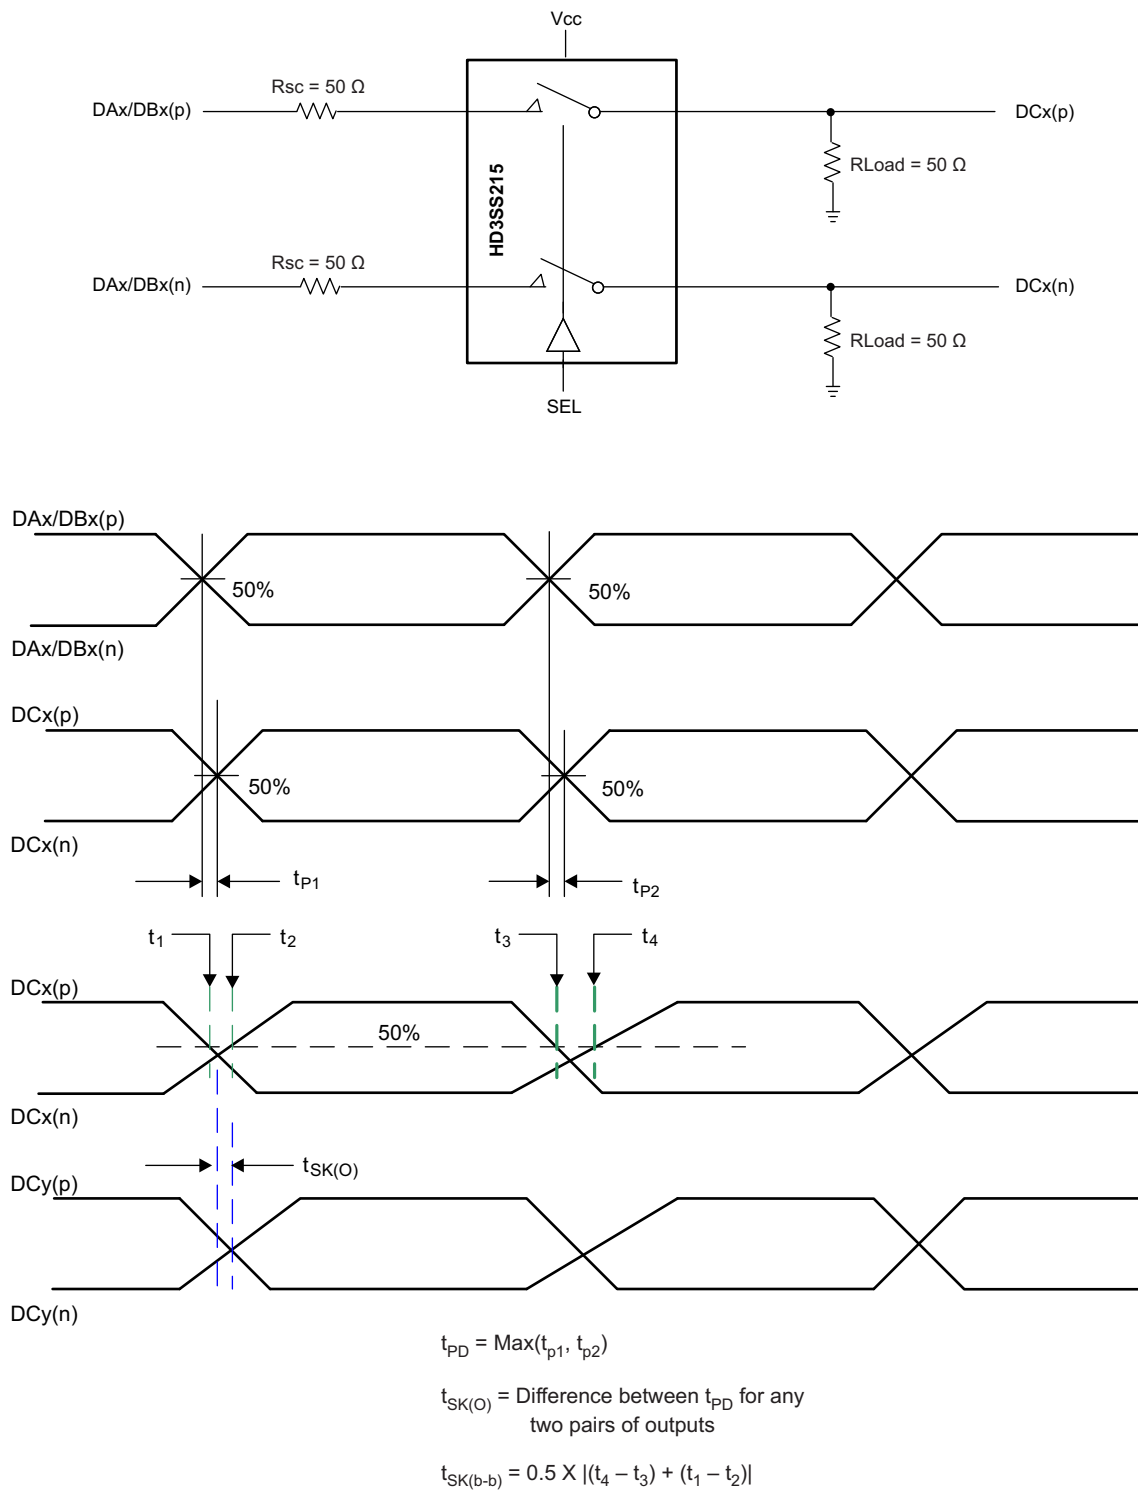 Vcc
Rsc = 50 Ω
DAx/DBx(p)
DCx(p)
RLoad = 50 Ω
HD3SS215
Rsc = 50 Ω
DAx/DBx(n)
DCx(n)
RLoad = 50 Ω
SEL
DAx/DBx(p)
50%
50%
DAx/DBx(n)
DCx(p)
50%
50%
DCx(n)
tP1
tP2
t1
t2
t3
t4
DCx(p)
50%
DCx(n)
tSK(O)
DCy(p)
DCy(n)
tPD = Max(tp1, tp2)
tSK(O) = Difference between tPD for any
two pairs of outputs
tSK(b-b) = 0.5 X |(t4 – t3) + (t1 – t2)|